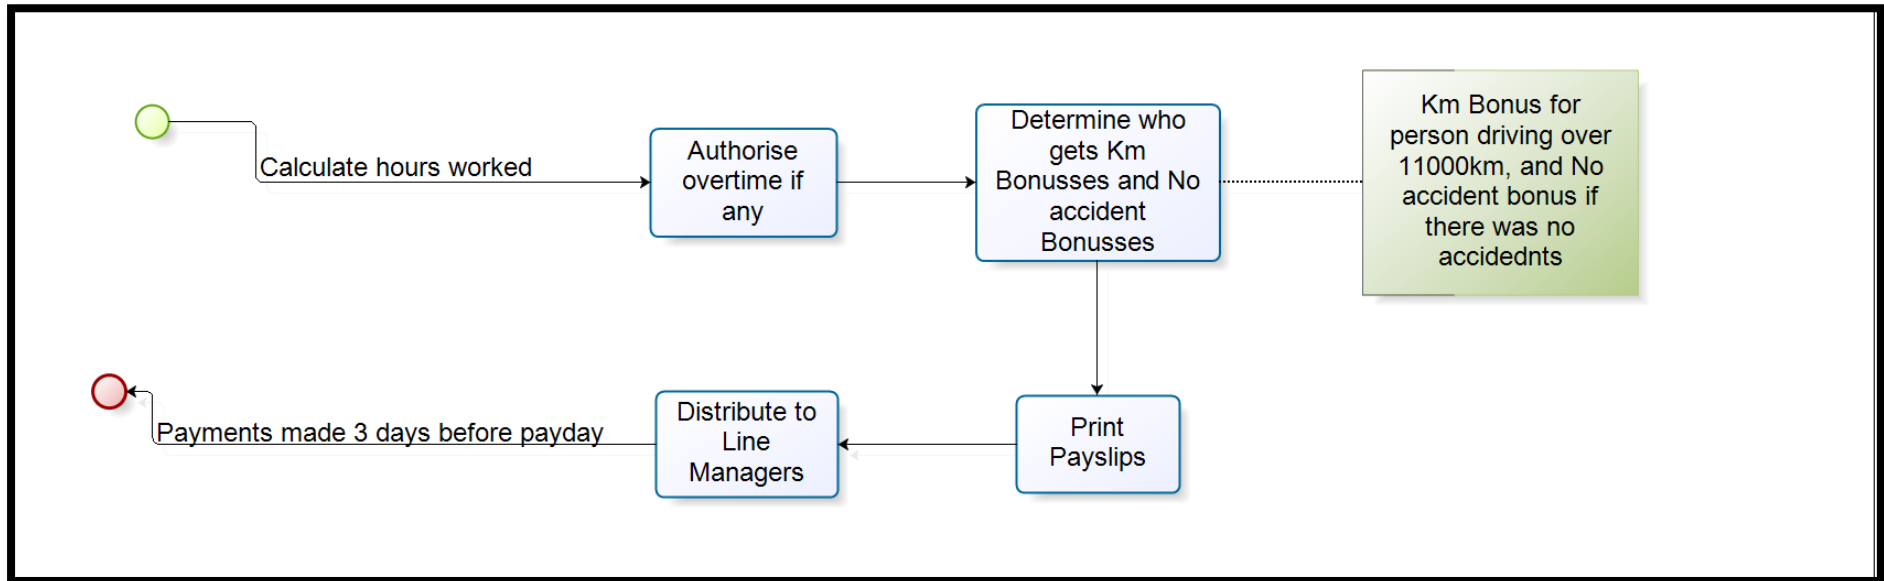 Calculate hours worked
Authorise
overtime if
any
Determine who
gets Km
Bonusses and No
accident
Bonusses
Km Bonus for
person driving over
11000km, and No
accident bonus if
there was no
accidednts
Print
Payslips
Distribute to
Line
Managers
Payments made 3 days before payday